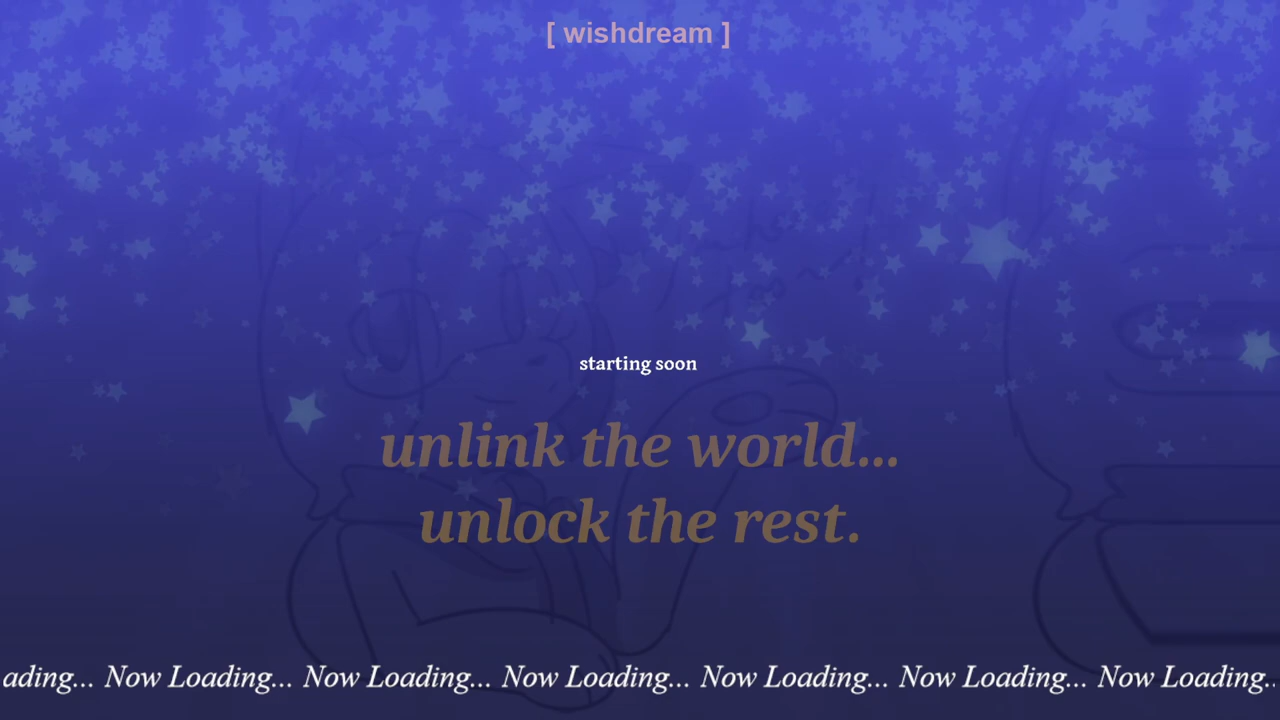 [ wishdream ]
starting soon
unlink the world...
unlock the rest.
ading... Now Loading... Now Loading... Now Loading... Now Loading... Now Loading... Now Loading..